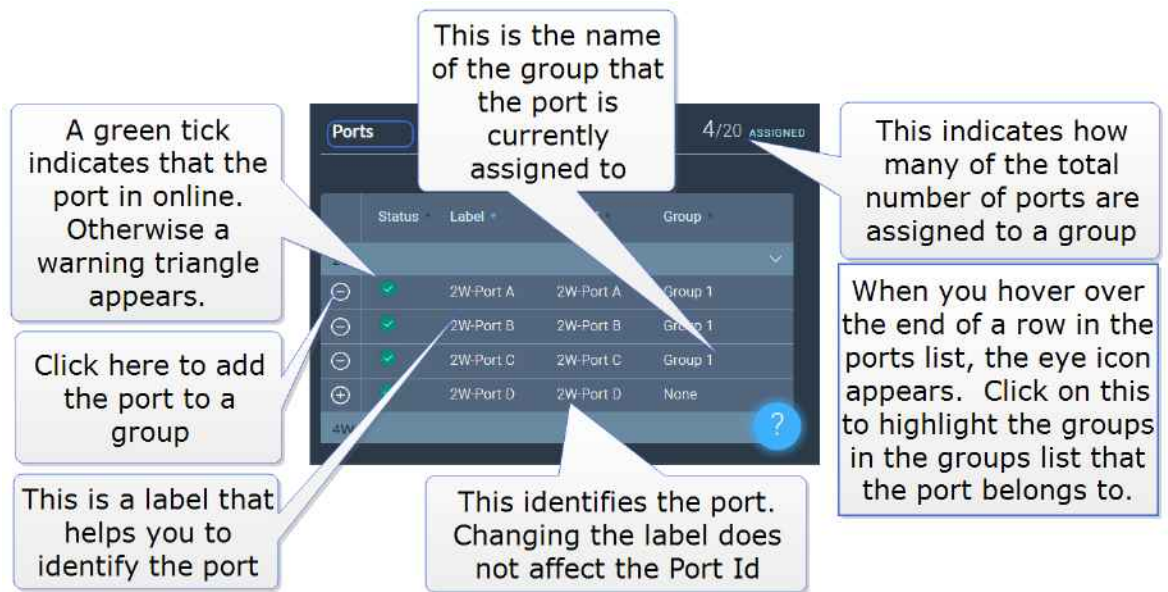 This is the name
of the group that
the port is
currently
assigned to
A green tick
indicates that the
port in online.
Otherwise a
warning triangle
appears.
Click here to add
the port to a
group
This is a label that
helps you to
identify the port
Ports
4/20 ASSIGNED
Status Label Group
2W-Port A 2W-Port A Group 1
2W-Port B 2W-Port B Group 1
2W-Port C 2W-Port C Group 1
2W-Port D 2W-Port D None
4W
?
This identifies the port.
Changing the label does
not affect the Port Id
This indicates how
many of the total
number of ports are
assigned to a group
When you hover over
the end of a row in the
ports list, the eye icon
appears. Click on this
to highlight the groups
in the groups list that
the port belongs to.